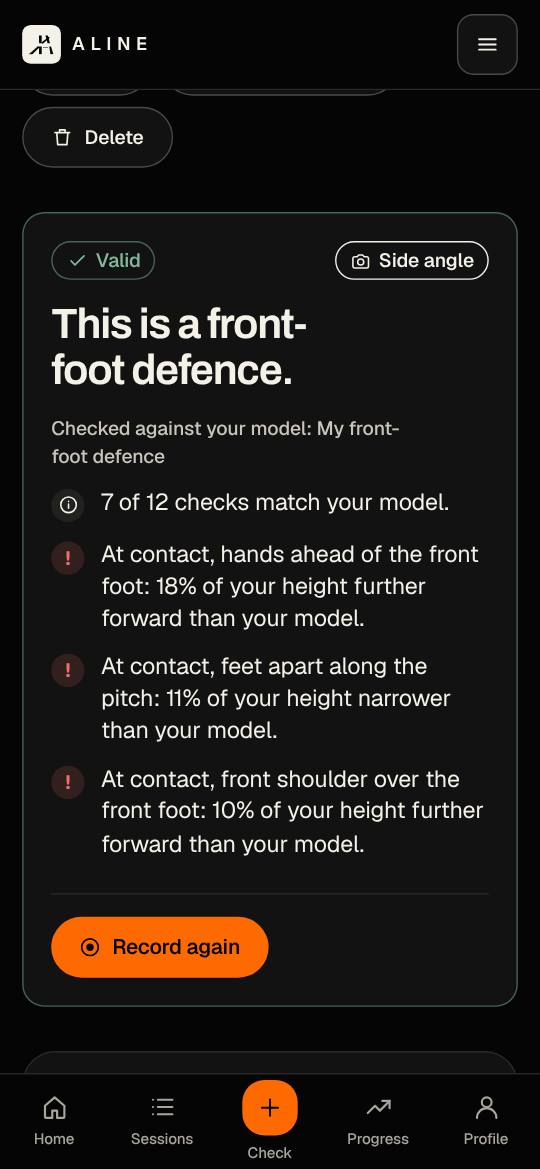 ALINE
Delete
Valid
Side angle
This is a front-
foot defence.
Checked against your model: My front-
foot defence
7 of 12 checks match your model.
! At contact, hands ahead of the front
foot: 18% of your height further
forward than your model.
! At contact, feet apart along the
pitch: 11% of your height narrower
than your model.
! At contact, front shoulder over the
front foot: 10% of your height further
forward than your model.
Record again
Home
Sessions
Check
Progress
Profile